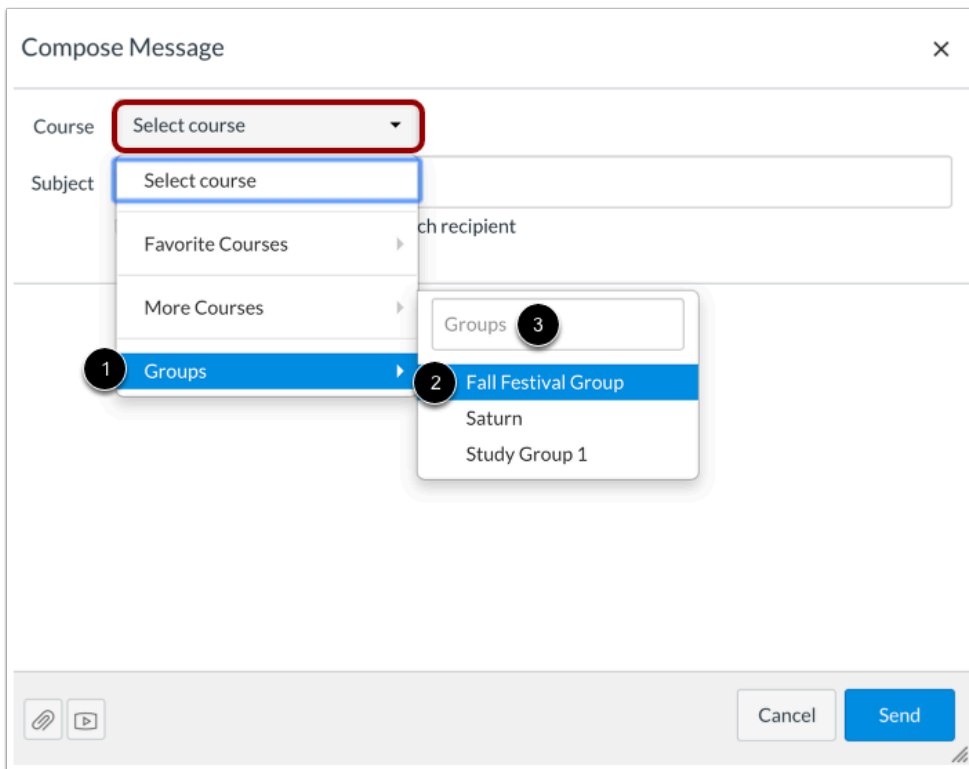 Compose Message
Course Select course
Subject Select course
ch recipient
Favorite Courses
More Courses
Groups 3
1 Groups
2 Fall Festival Group
Saturn
Study Group 1
Cancel Send